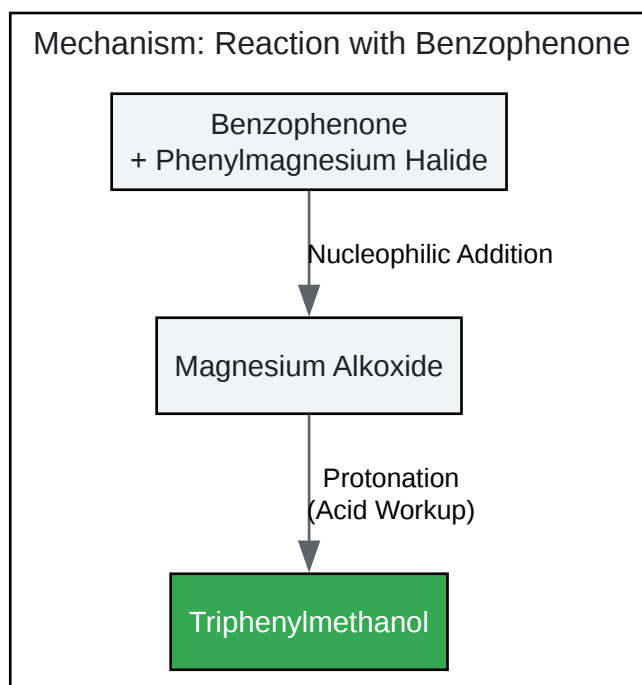 Mechanism: Reaction with Benzophenone
Benzophenone
+ Phenylmagnesium Halide
Nucleophilic Addition
Magnesium Alkoxide
Protonation
(Acid Workup)
Triphenylmethanol